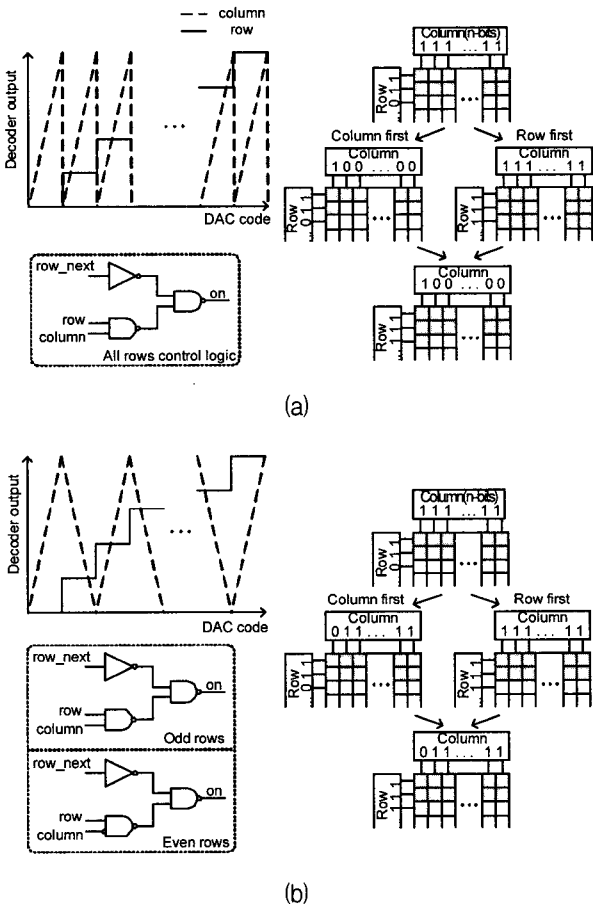 column
row
Decoder output
...
DAC code
row_next
on
row
column
All rows control logic
Column(n-bits)
1 1 1 ... 1 1
Row
0 1 1
...
Column first
Row first
Column
1 0 0 ... 0 0
Row
0 1 1
...
Column
1 1 1 ... 1 1
Row
1 1 1
...
Column
1 0 0 ... 0 0
Row
1 1 1
...
(a)
Decoder output
...
DAC code
row_next
on
row
column
Odd rows
row_next
on
row
column
Even rows
Column(n-bits)
1 1 1 ... 1 1
Row
0 1 1
...
Column first
Row first
Column
0 1 1 ... 1 1
Row
0 1 1
...
Column
1 1 1 ... 1 1
Row
1 1 1
...
Column
0 1 1 ... 1 1
Row
1 1 1
...
(b)